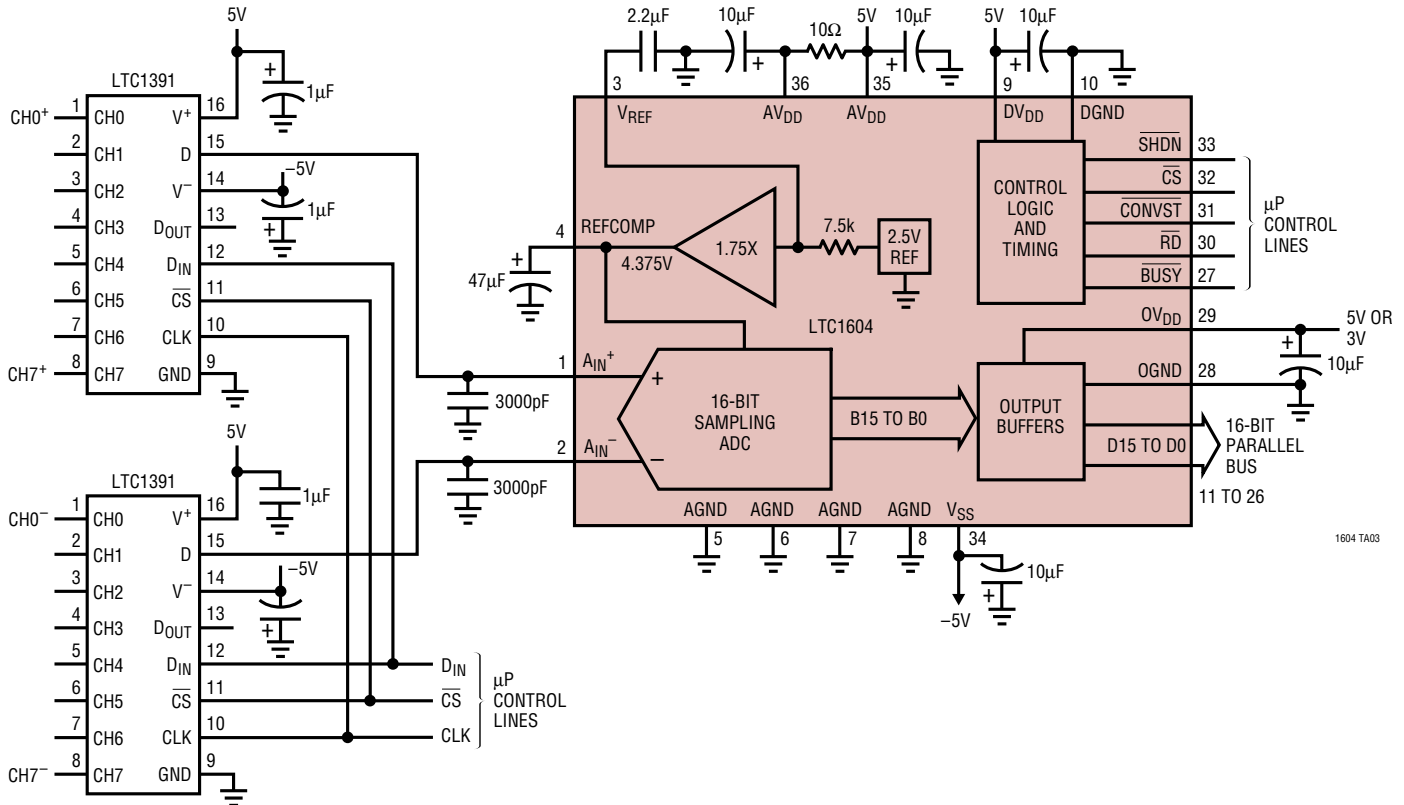 5V
+
1µF
LTC1391
CH0+ 1 CH0 V+ 16
2 CH1 D 15
3 CH2 V− 14
−5V
1µF
+
4 CH3 DOUT 13
5 CH4 DIN 12
6 CH5 CS 11
7 CH6 CLK 10
CH7+ 8 CH7 GND 9
5V
1µF
LTC1391
CH0− 1 CH0 V+ 16
2 CH1 D 15
3 CH2 V− 14
−5V
+
4 CH3 DOUT 13
5 CH4 DIN 12
6 CH5 CS 11
7 CH6 CLK 10
CH7− 8 CH7 GND 9
DIN
CS
CLK
µP
CONTROL
LINES
2.2µF
10µF
+
10Ω
5V
10µF
+
5V
10µF
+
3
36
35
9
10
VREF
AVDD
AVDD
DVDD
DGND
4
REFCOMP
4.375V
+
47µF
1.75X
7.5k
2.5V
REF
LTC1604
CONTROL
LOGIC
AND
TIMING
SHDN 33
CS 32
CONVST 31
RD 30
BUSY 27
µP
CONTROL
LINES
OVDD 29
5V OR
3V
+
10µF
OGND 28
1 AIN+
3000pF
2 AIN−
3000pF
+
−
16-BIT
SAMPLING
ADC
B15 TO B0
OUTPUT
BUFFERS
D15 TO D0
16-BIT
PARALLEL
BUS
11 TO 26
AGND
AGND
AGND
AGND
VSS
5
6
7
8
34
10µF
+
−5V
1604 TA03